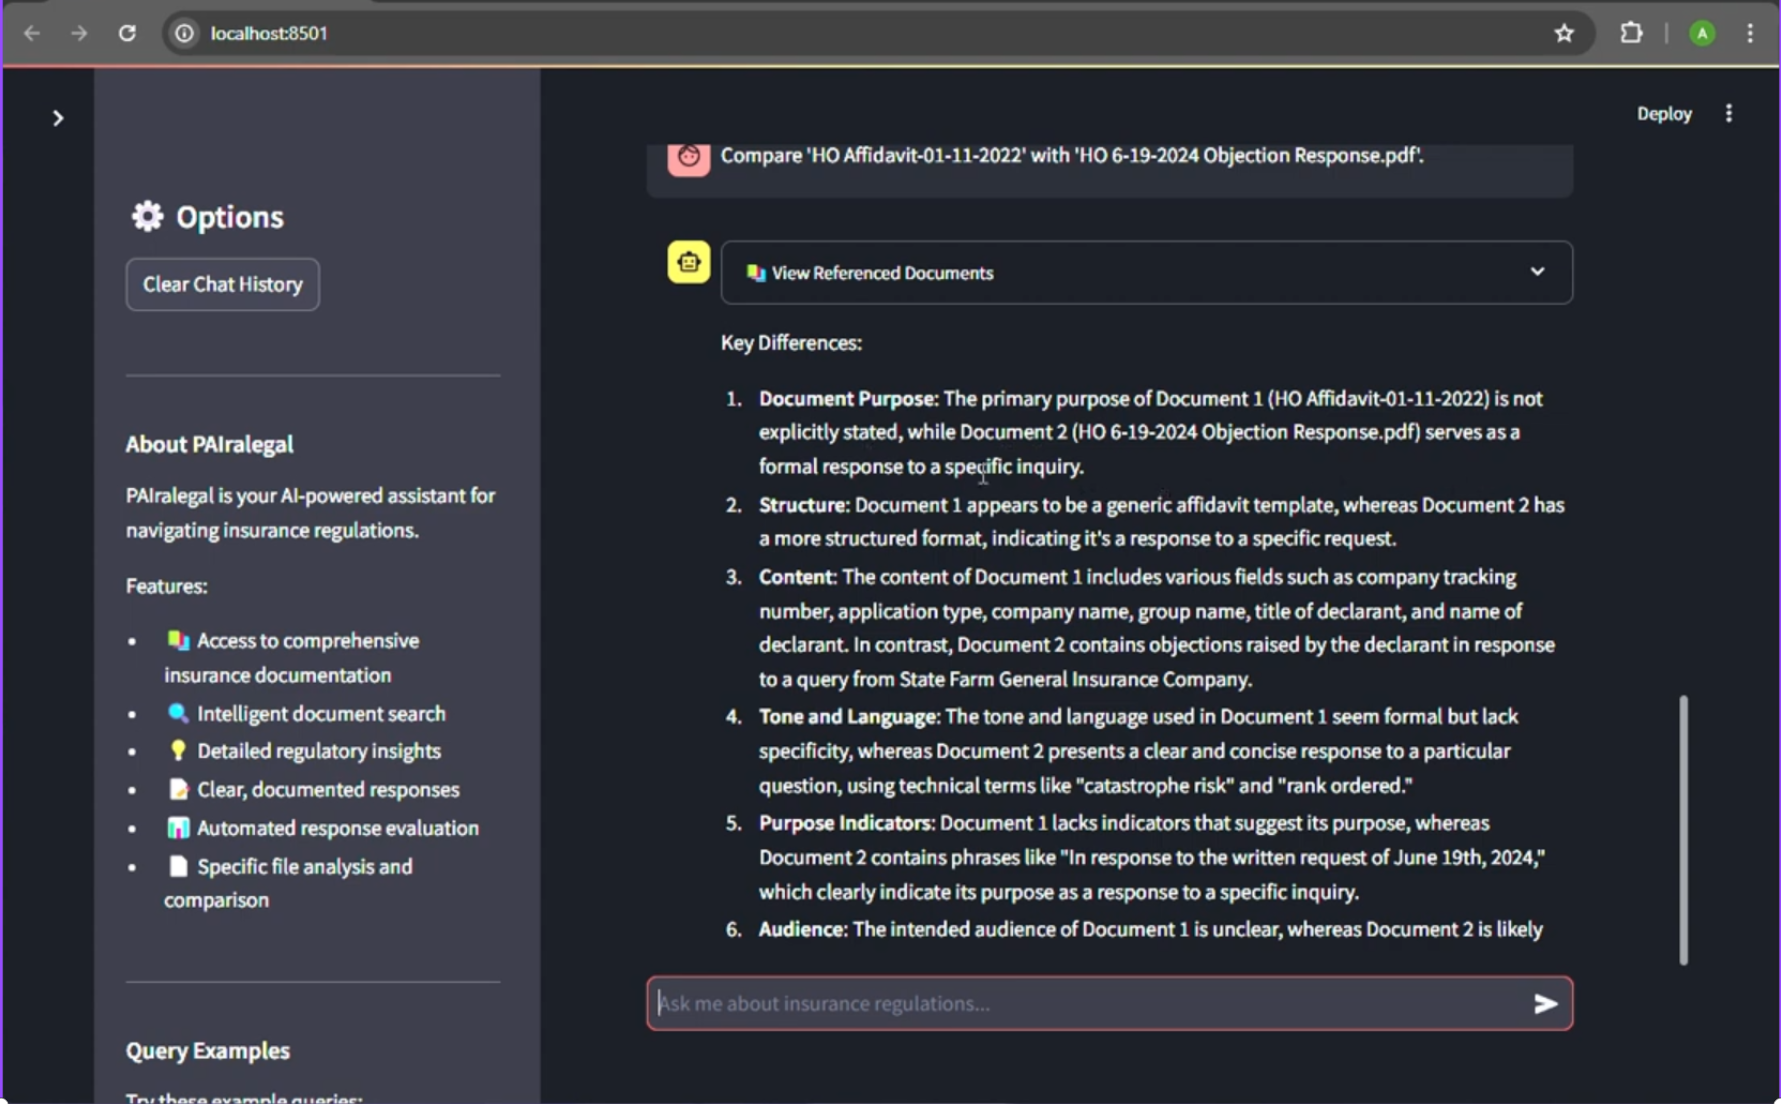 localhost:8501
A
Deploy
Options
Clear Chat History
About PAIralegal
PAIralegal is your AI-powered assistant for
navigating insurance regulations.
Features:
• Access to comprehensive
insurance documentation
• Intelligent document search
• Detailed regulatory insights
• Clear, documented responses
• Automated response evaluation
• Specific file analysis and
comparison
Query Examples
Try these example queries:
Compare 'HO Affidavit-01-11-2022' with 'HO 6-19-2024 Objection Response.pdf'.
View Referenced Documents
Key Differences:
1. Document Purpose: The primary purpose of Document 1 (HO Affidavit-01-11-2022) is not
explicitly stated, while Document 2 (HO 6-19-2024 Objection Response.pdf) serves as a
formal response to a specific inquiry.
2. Structure: Document 1 appears to be a generic affidavit template, whereas Document 2 has
a more structured format, indicating it's a response to a specific request.
3. Content: The content of Document 1 includes various fields such as company tracking
number, application type, company name, group name, title of declarant, and name of
declarant. In contrast, Document 2 contains objections raised by the declarant in response
to a query from State Farm General Insurance Company.
4. Tone and Language: The tone and language used in Document 1 seem formal but lack
specificity, whereas Document 2 presents a clear and concise response to a particular
question, using technical terms like "catastrophe risk" and "rank ordered."
5. Purpose Indicators: Document 1 lacks indicators that suggest its purpose, whereas
Document 2 contains phrases like "In response to the written request of June 19th, 2024,"
which clearly indicate its purpose as a response to a specific inquiry.
6. Audience: The intended audience of Document 1 is unclear, whereas Document 2 is likely
Ask me about insurance regulations...